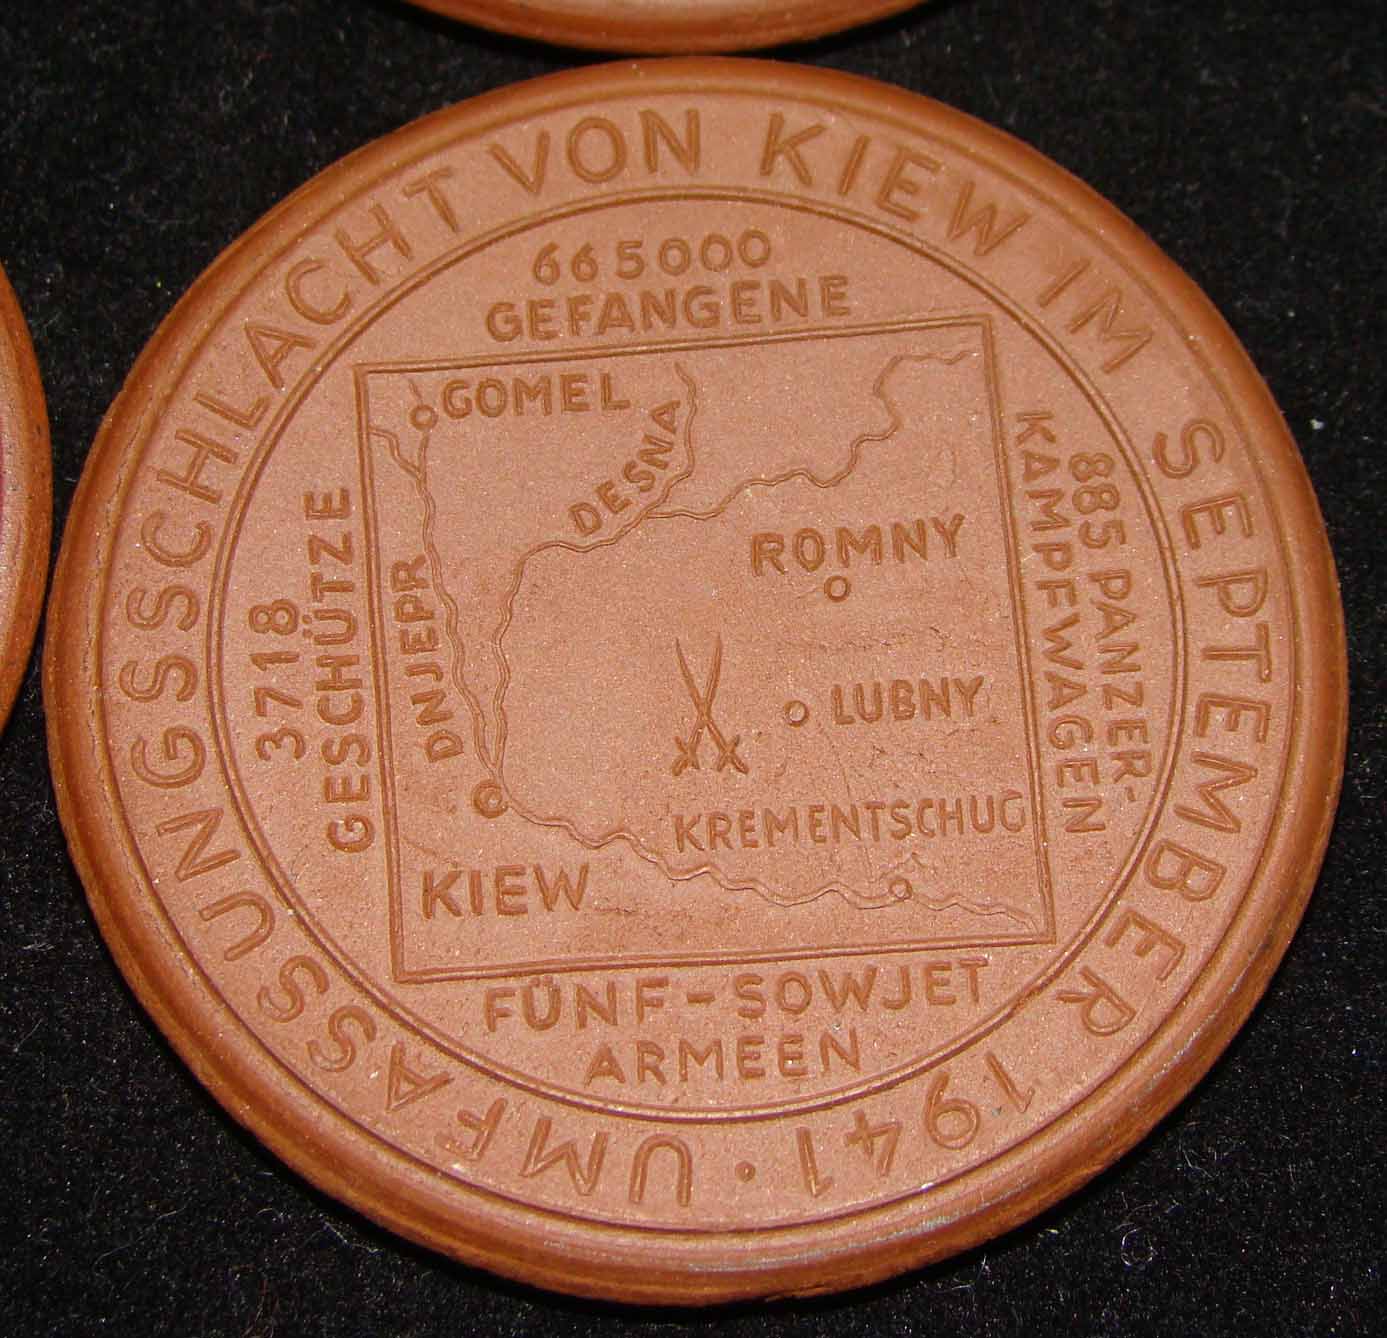 UMFASSUNGSSCHLACHT VON KIEW IM SEPTEMBER 1941 ·
665000
GEFANGENE
3718
GESCHÜTZE
885 PANZER-
KAMPFWAGEN
GOMEL
DESNA
DNJEPR
ROMNY
LUBNY
KREMENTSCHUG
KIEW
FÜNF-SOWJET
ARMEEN